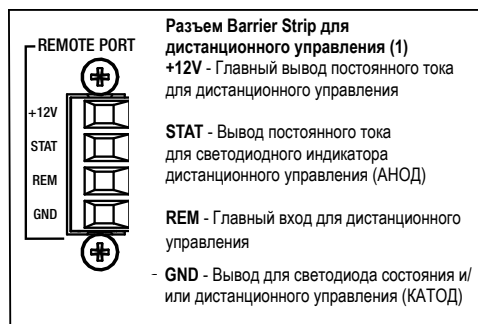 REMOTE PORT
+12V
STAT
REM
GND
Разъем Barrier Strip для
дистанционного управления (1)
+12V - Главный вывод постоянного тока
для дистанционного управления
STAT - Вывод постоянного тока
для светодиодного индикатора
дистанционного управления (АНОД)
REM - Главный вход для дистанционного
управления
- GND - Вывод для светодиода состояния и/
или дистанционного управления (КАТОД)